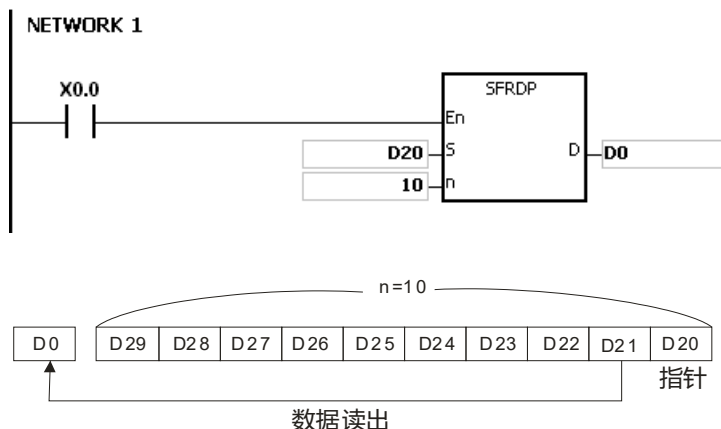 NETWORK 1
X0.0
SFRDP
En
D20 S D D0
10 n
n=10
D0 D29 D28 D27 D26 D25 D24 D23 D22 D21 D20
指针
数据读出